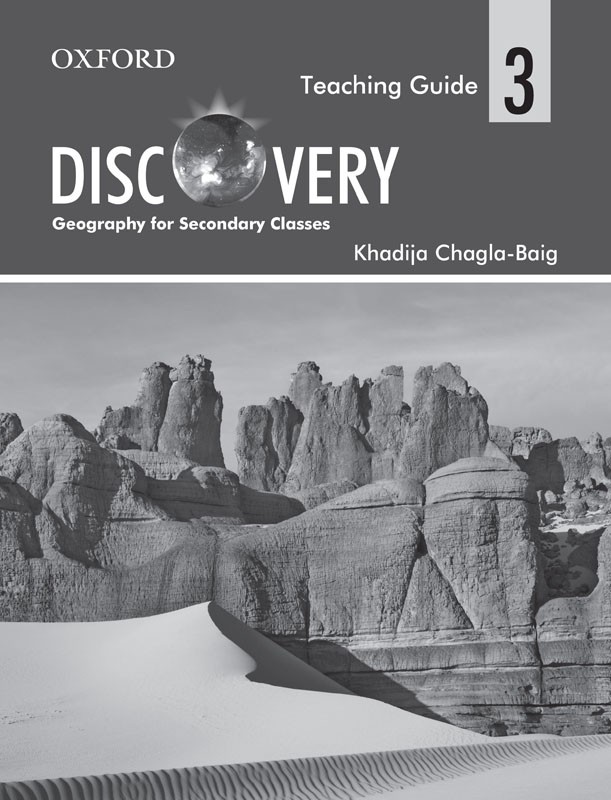 OXFORD
Teaching Guide 3
DISCOVERY
Geography for Secondary Classes
Khadija Chagla-Baig